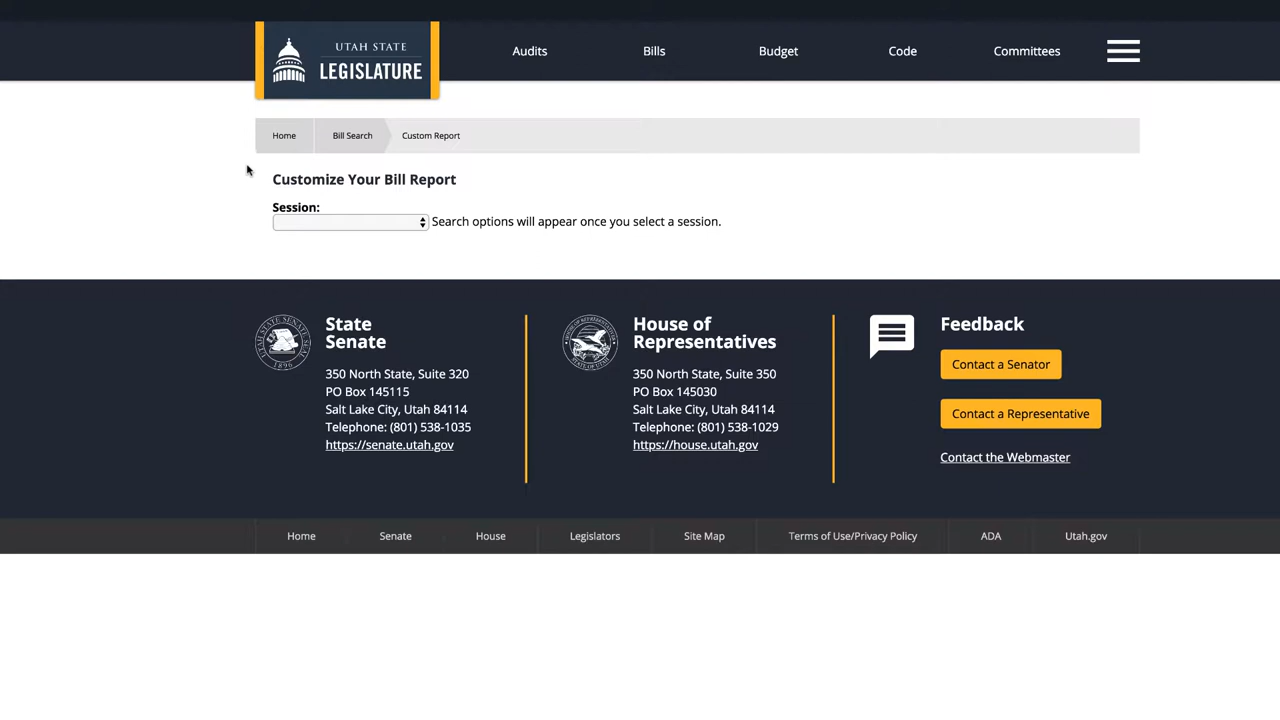 UTAH STATE
LEGISLATURE
Audits
Bills
Budget
Code
Committees
Home
Bill Search
Custom Report
Customize Your Bill Report
Session:
Search options will appear once you select a session.
State
Senate
350 North State, Suite 320
PO Box 145115
Salt Lake City, Utah 84114
Telephone: (801) 538-1035
https://senate.utah.gov
House of
Representatives
350 North State, Suite 350
PO Box 145030
Salt Lake City, Utah 84114
Telephone: (801) 538-1029
https://house.utah.gov
Feedback
Contact a Senator
Contact a Representative
Contact the Webmaster
Home
Senate
House
Legislators
Site Map
Terms of Use/Privacy Policy
ADA
Utah.gov